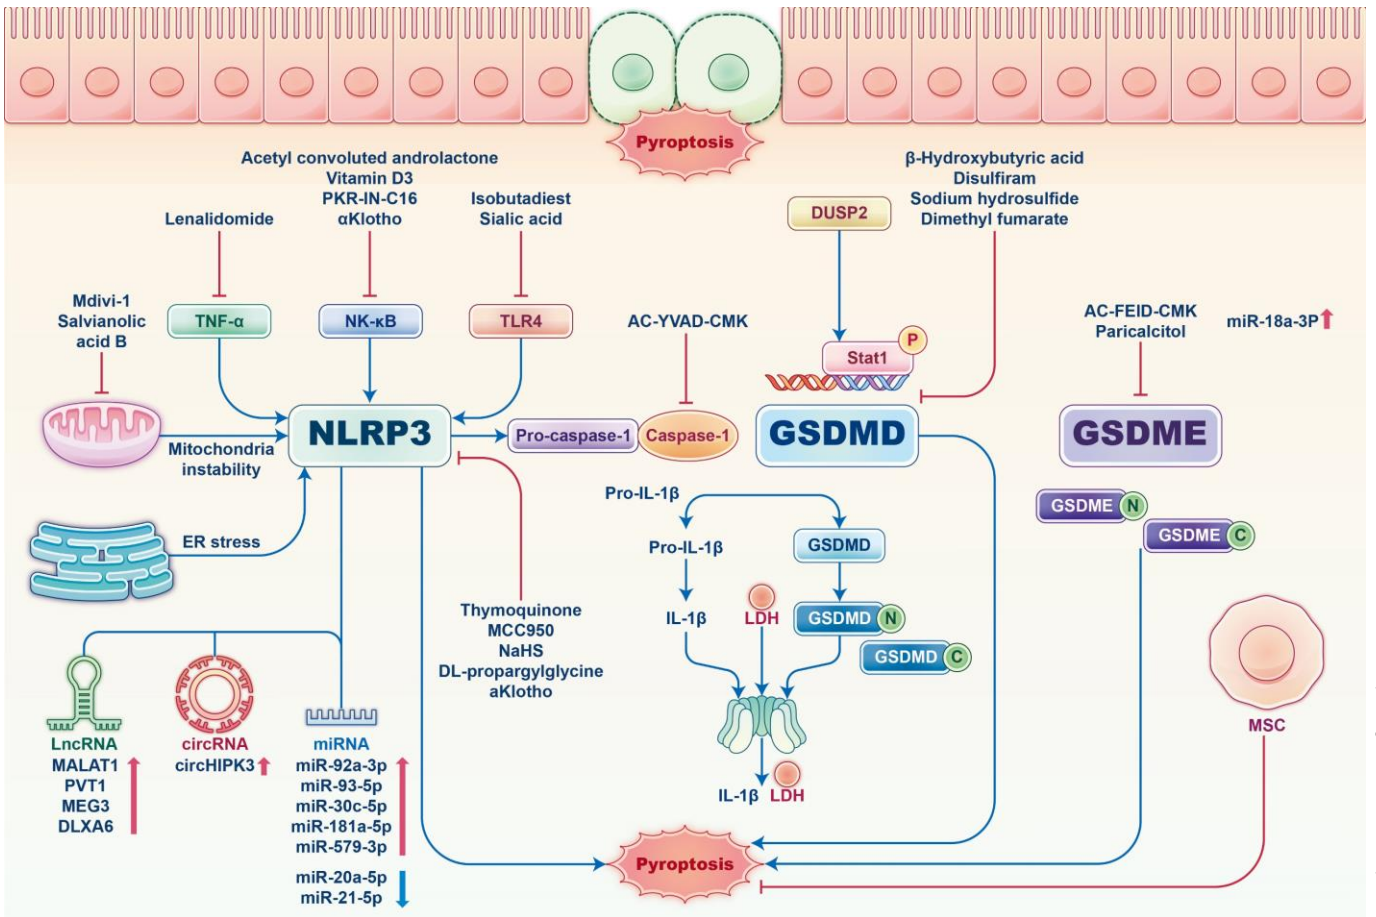 Pyroptosis
Acetyl convoluted androlactone
Vitamin D3
PKR-IN-C16
αKlotho
Lenalidomide
Isobutadiest
Sialic acid
β-Hydroxybutyric acid
Disulfiram
Sodium hydrosulfide
Dimethyl fumarate
DUSP2
Mdivi-1
Salvianolic
acid B
TNF-α
NK-κB
TLR4
AC-YVAD-CMK
Stat1
P
AC-FEID-CMK
Paricalcitol
miR-18a-3P
Mitochondria
instability
NLRP3
Pro-caspase-1
Caspase-1
GSDMD
GSDME
ER stress
Pro-IL-1β
Pro-IL-1β
GSDMD
IL-1β
LDH
GSDMD N
GSDMD C
GSDME N
GSDME C
Thymoquinone
MCC950
NaHS
DL-propargylglycine
aKlotho
MSC
LncRNA
MALAT1
PVT1
MEG3
DLXA6
circRNA
circHIPK3
miRNA
miR-92a-3p
miR-93-5p
miR-30c-5p
miR-181a-5p
miR-579-3p
miR-20a-5p
miR-21-5p
IL-1β LDH
Pyroptosis